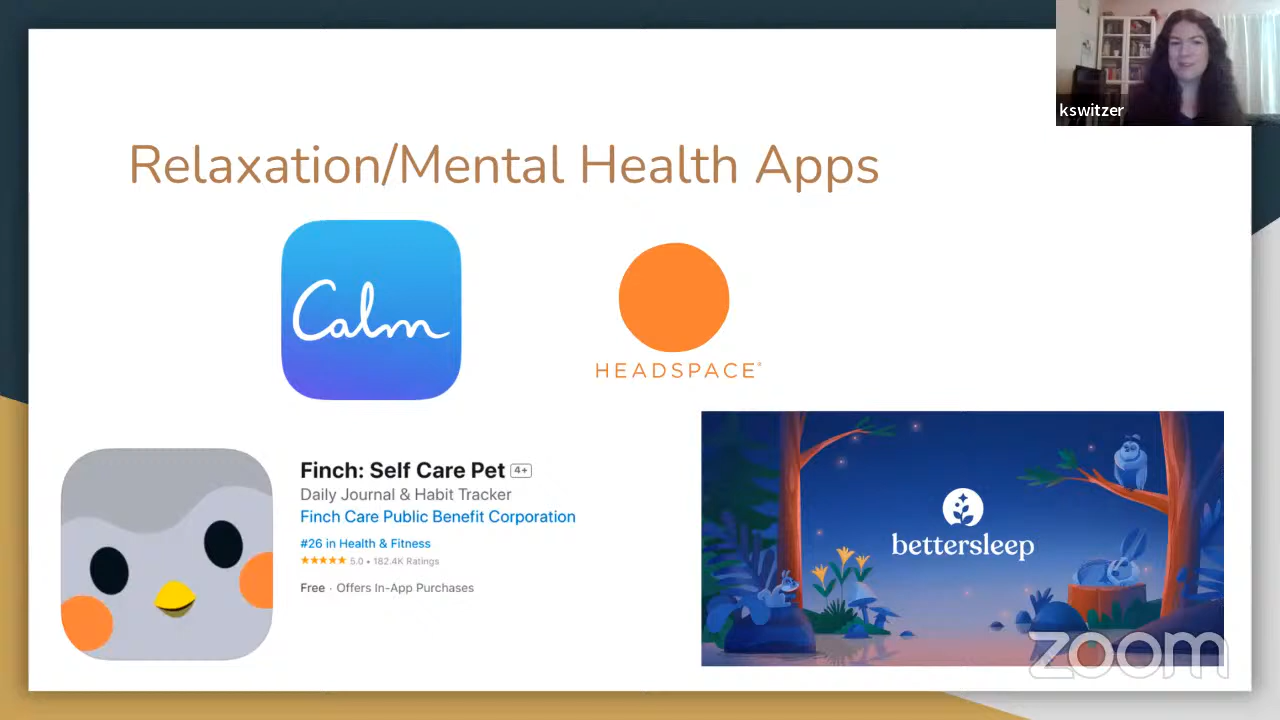 kswitzer
Relaxation/Mental Health Apps
Calm
HEADSPACE®
Finch: Self Care Pet 4+
Daily Journal & Habit Tracker
Finch Care Public Benefit Corporation
#26 in Health & Fitness
★★★★★ 5.0 • 182.4K Ratings
Free · Offers In-App Purchases
bettersleep
zoom